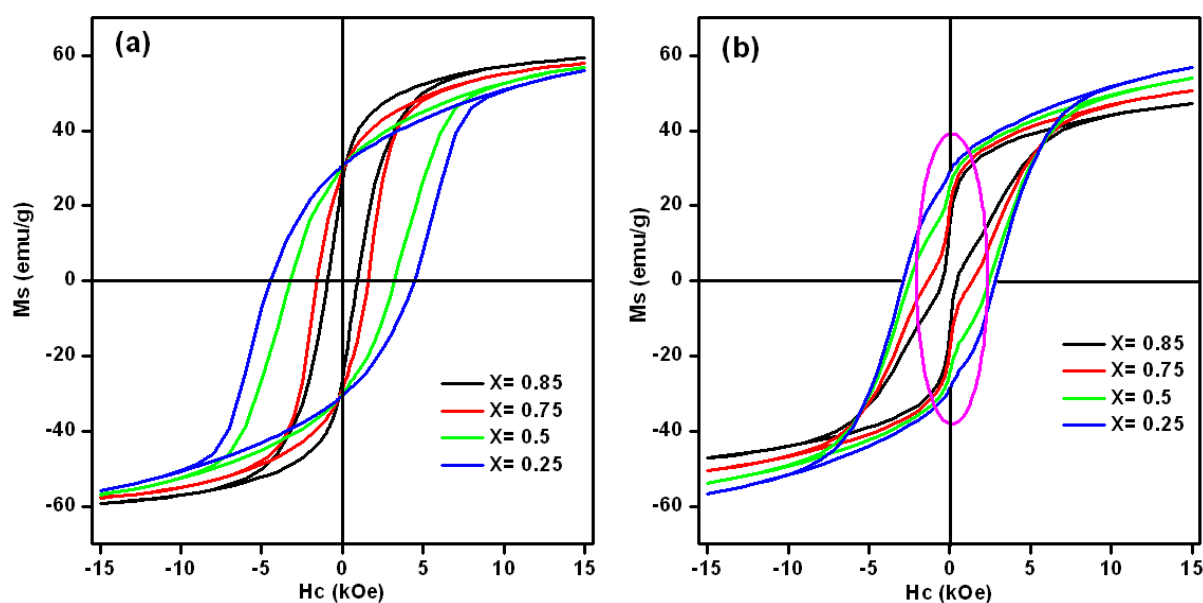 (a)
60
40
20
0
-20
-40
-60
Ms (emu/g)
X= 0.85
X= 0.75
X= 0.5
X= 0.25
-15 -10 -5 0 5 10 15
Hc (kOe)
(b)
60
40
20
0
-20
-40
-60
Ms (emu/g)
X= 0.85
X= 0.75
X= 0.5
X= 0.25
-15 -10 -5 0 5 10 15
Hc (kOe)